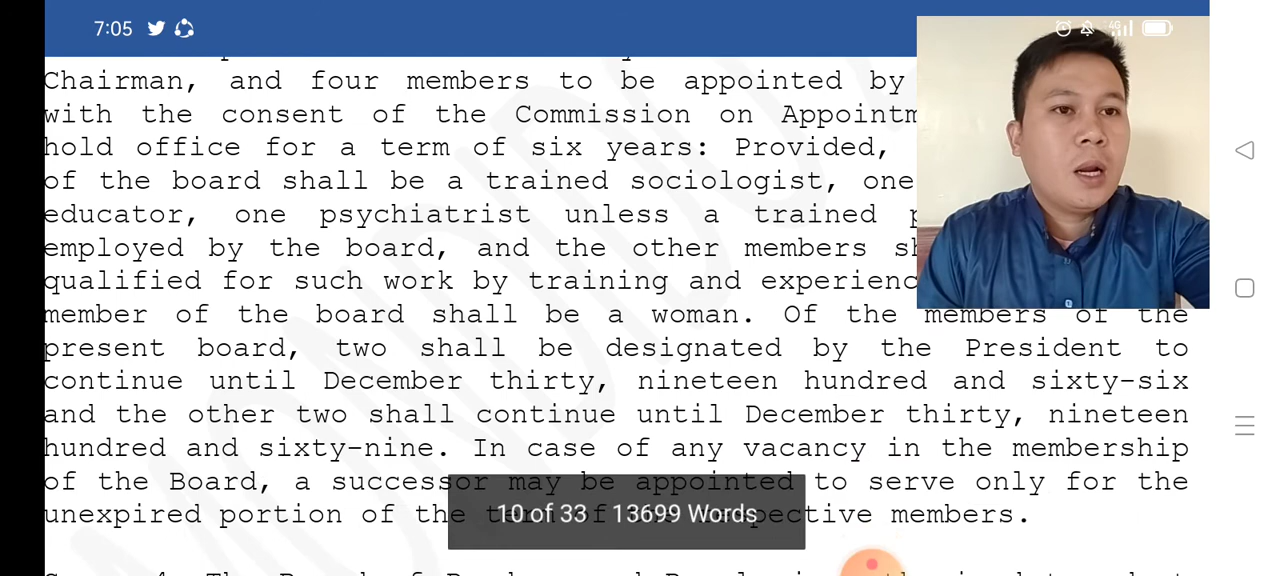 7:05 4G
Chairman, and four members to be appointed by
with the consent of the Commission on
hold office for a term of six years: Provided,
of the board shall be a trained sociologist, one
educator, one psychiatrist unless a trained
employed by the board, and the other members
qualified for such work by training and
member of the board shall be a woman. Of the members of the
present board, two shall be designated by the President to
continue until December thirty, nineteen hundred and sixty-six
and the other two shall continue until December thirty, nineteen
hundred and sixty-nine. In case of any vacancy in the membership
of the Board, a successor may be appointed to serve only for the
unexpired portion of the term of members.
10 of 33 13699 Words